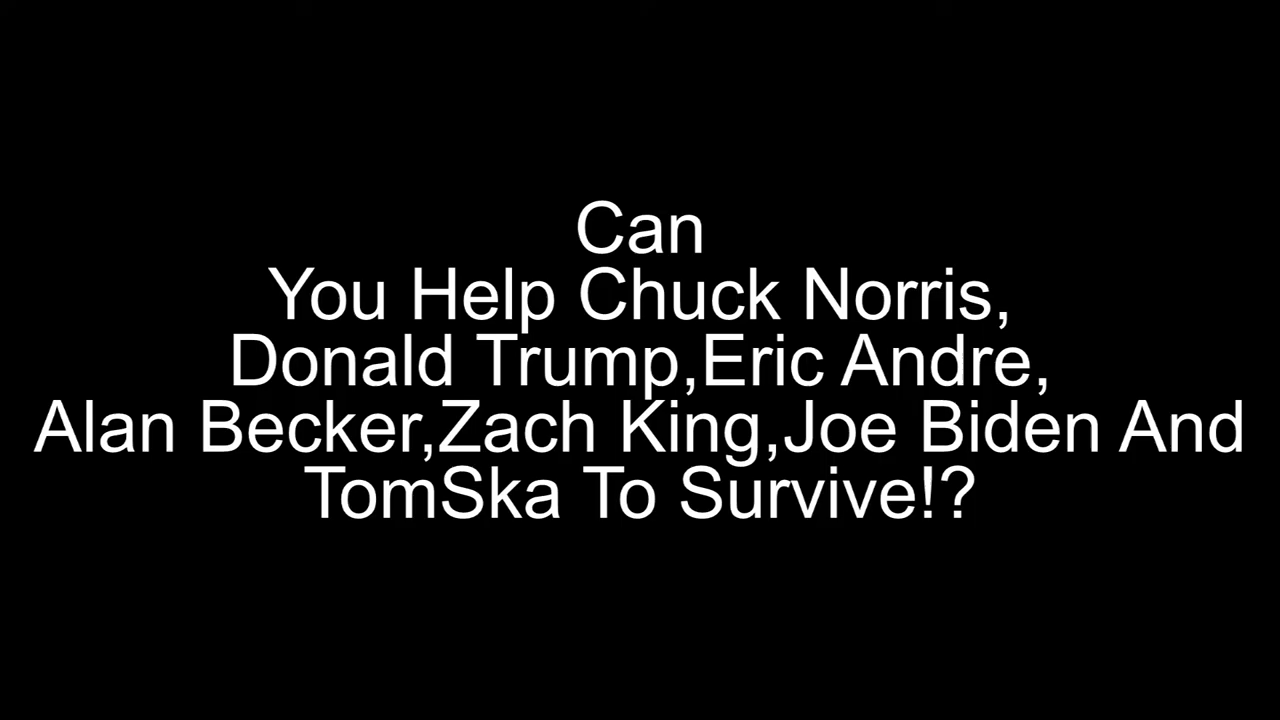 Can
You Help Chuck Norris,
Donald Trump,Eric Andre,
Alan Becker,Zach King,Joe Biden And
TomSka To Survive!?